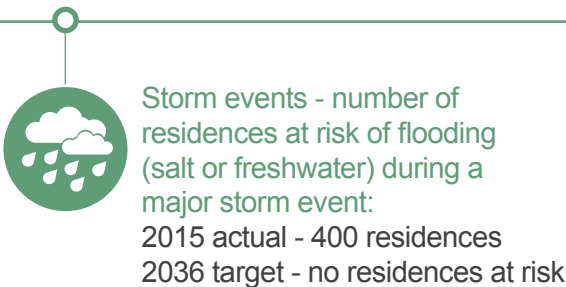 Storm events - number of
residences at risk of flooding
(salt or freshwater) during a
major storm event:
2015 actual - 400 residences
2036 target - no residences at risk